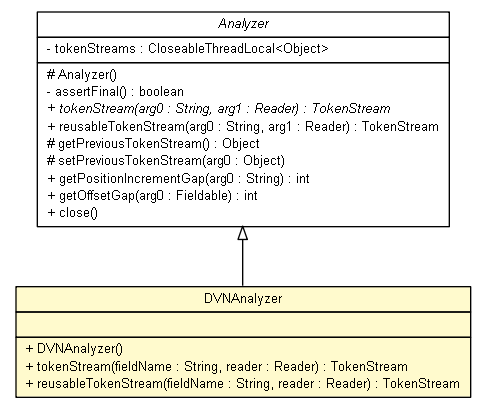 Analyzer
- tokenStreams : CloseableThreadLocal<Object>
# Analyzer()
- assertFinal() : boolean
+ tokenStream(arg0 : String, arg1 : Reader) : TokenStream
+ reusableTokenStream(arg0 : String, arg1 : Reader) : TokenStream
# getPreviousTokenStream() : Object
# setPreviousTokenStream(arg0 : Object)
+ getPositionIncrementGap(arg0 : String) : int
+ getOffsetGap(arg0 : Fieldable) : int
+ close()
DVNAnalyzer
+ DVNAnalyzer()
+ tokenStream(fieldName : String, reader : Reader) : TokenStream
+ reusableTokenStream(fieldName : String, reader : Reader) : TokenStream